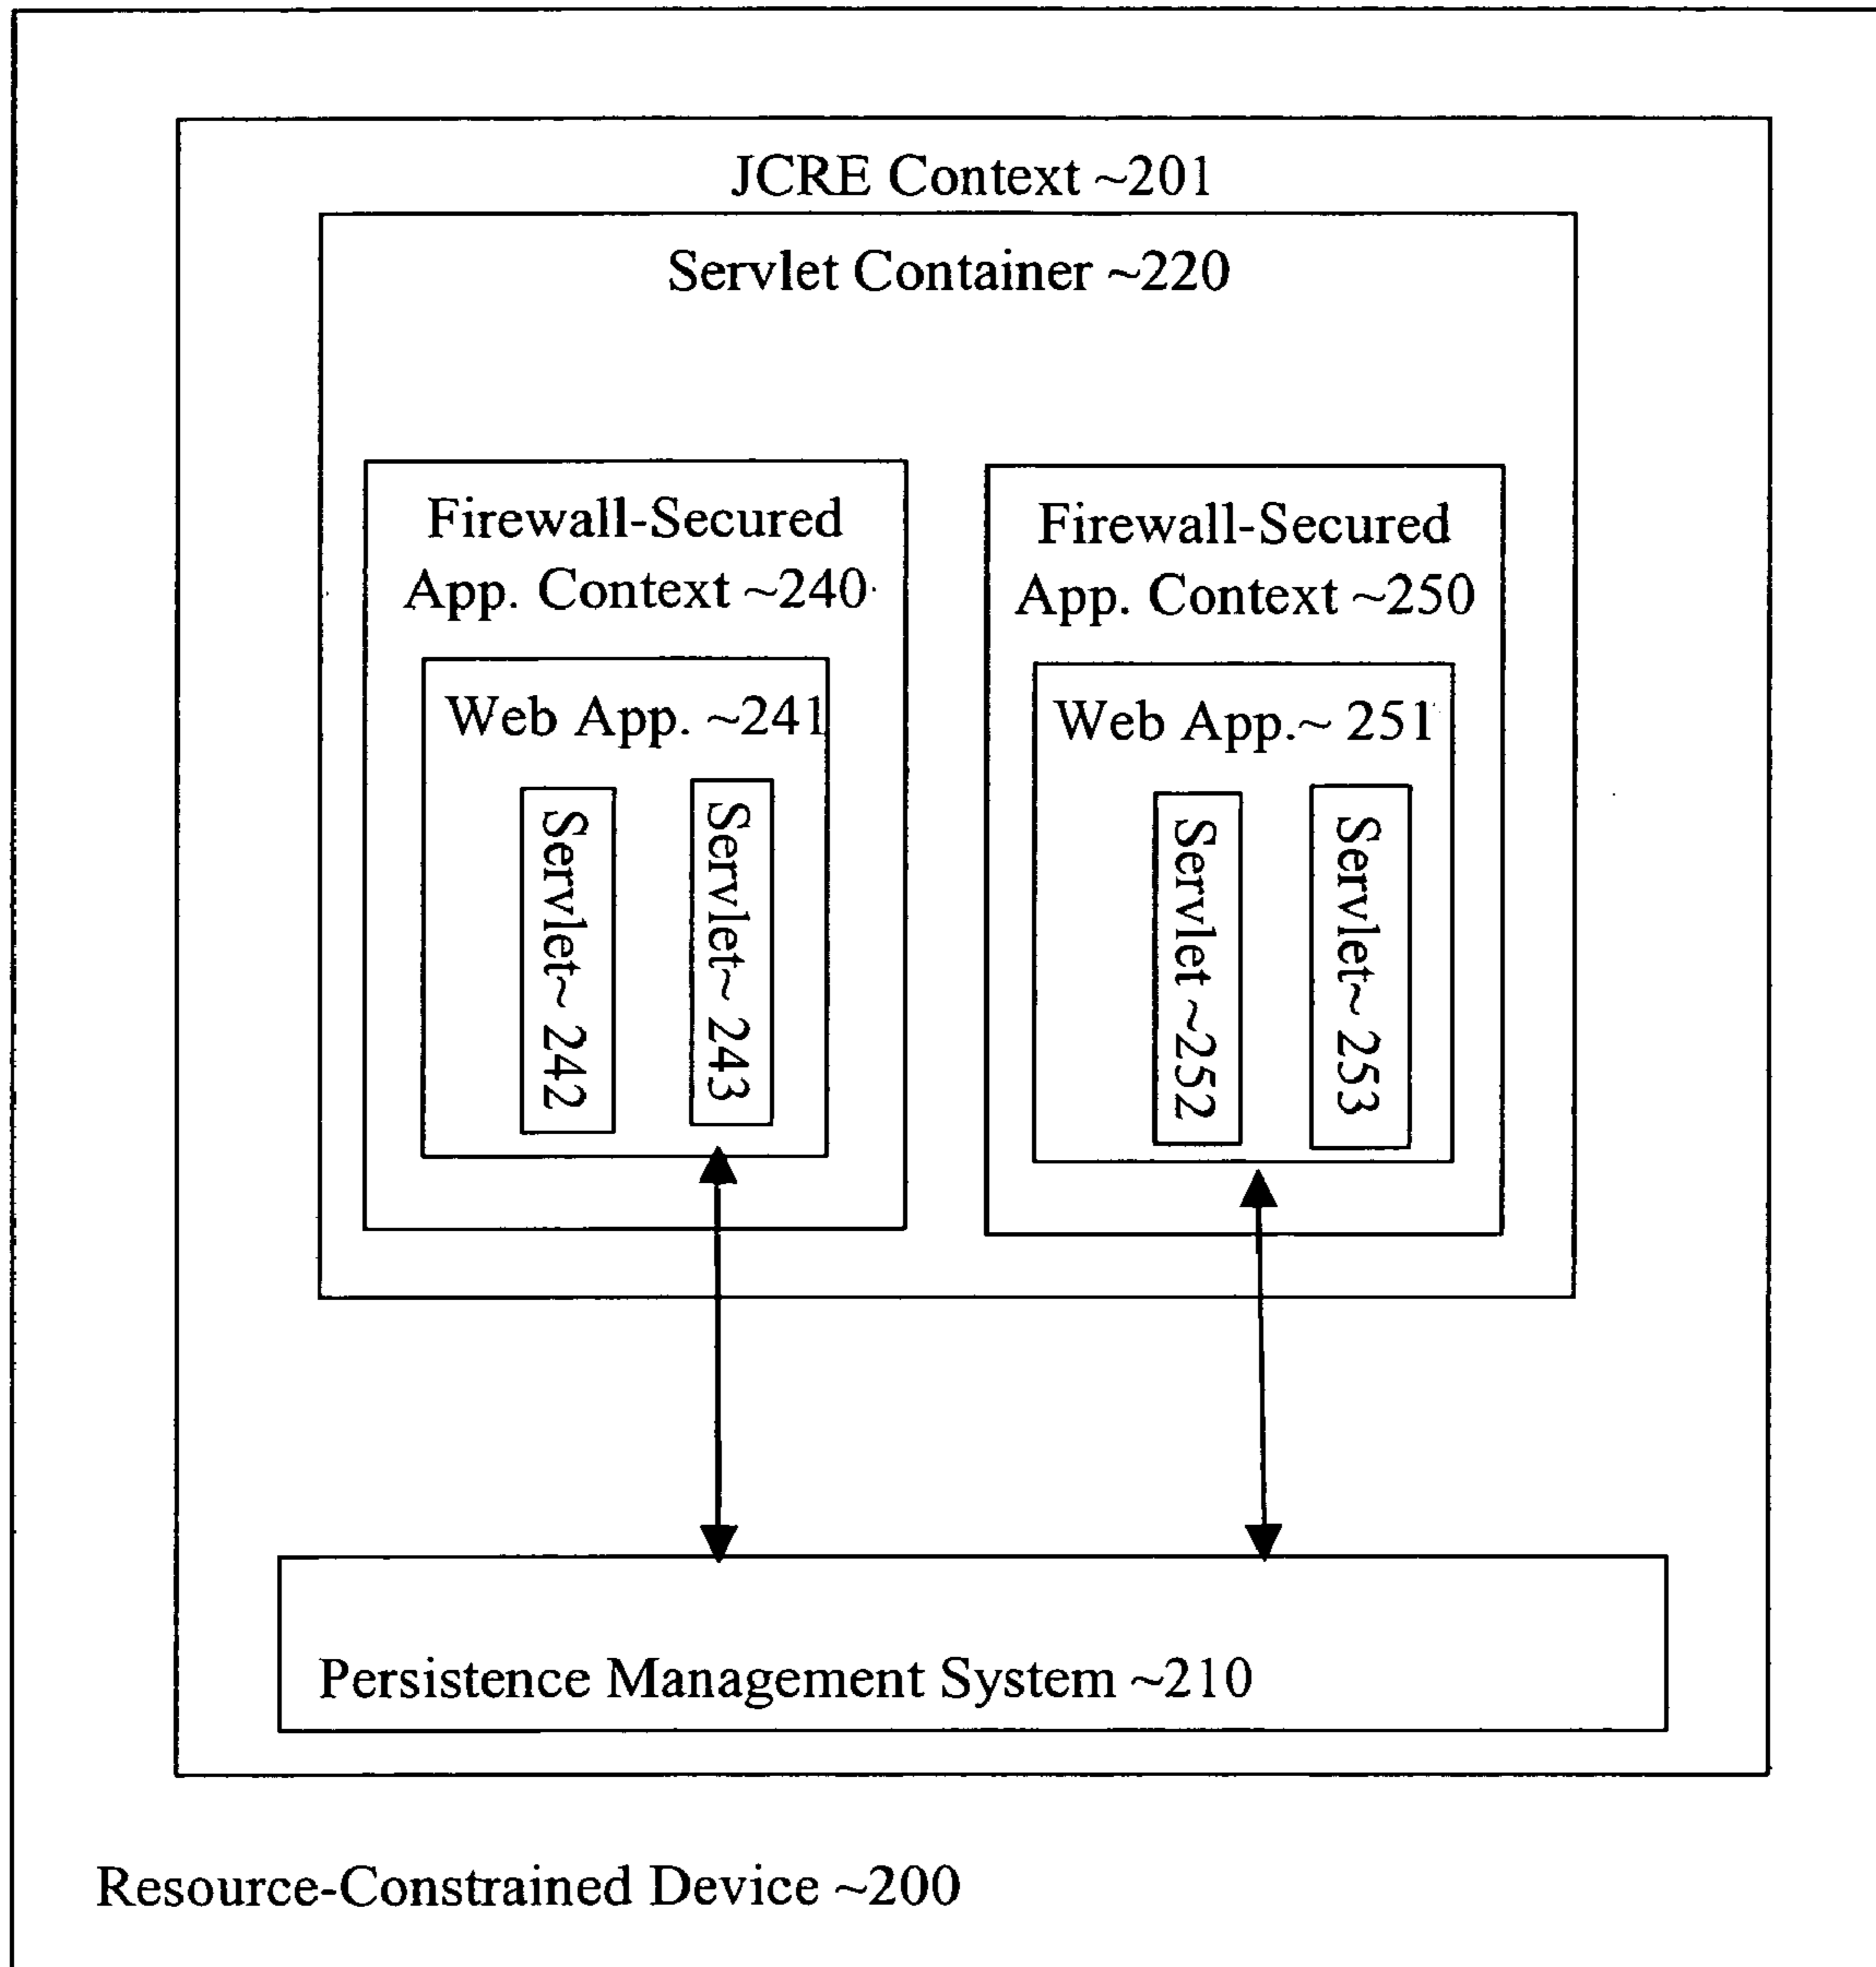 JCRE Context ~201
Servlet Container ~220
Firewall-Secured
App. Context ~240
Web App. ~241
Servlet~ 242
Servlet~ 243
Firewall-Secured
App. Context ~250
Web App.~ 251
Servlet ~252
Servlet~ 253
Persistence Management System ~210
Resource-Constrained Device ~200